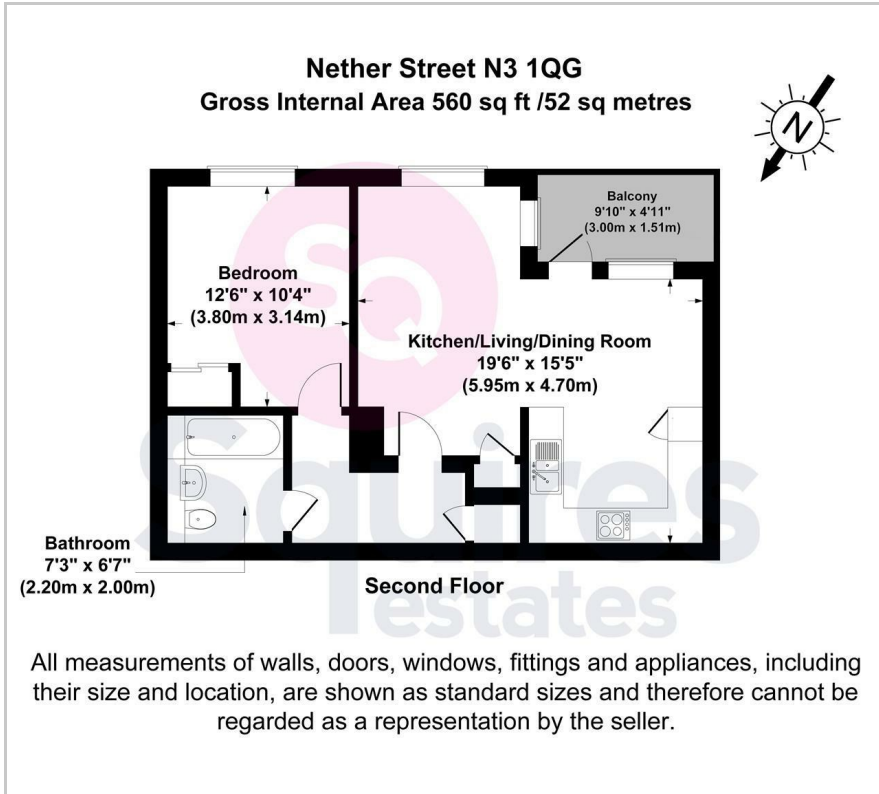 Nether Street N3 1QG
Gross Internal Area 560 sq ft /52 sq metres
N
Balcony
9'10" x 4'11"
(3.00m x 1.51m)
Bedroom
12'6" x 10'4"
(3.80m x 3.14m)
Kitchen/Living/Dining Room
19'6" x 15'5"
(5.95m x 4.70m)
Bathroom
7'3" x 6'7"
(2.20m x 2.00m)
Second Floor
SQ
Squires
estates
All measurements of walls, doors, windows, fittings and appliances, including
their size and location, are shown as standard sizes and therefore cannot be
regarded as a representation by the seller.